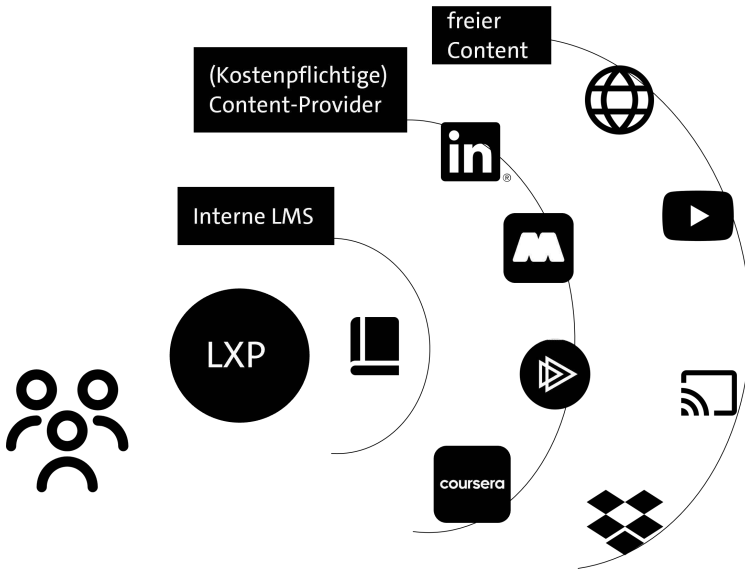 freier
Content
(Kostenpflichtige)
Content-Provider
in
®
Interne LMS
LXP
coursera